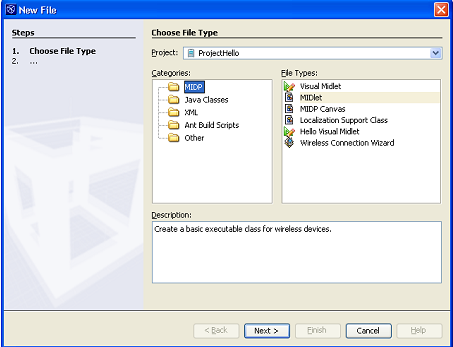 New File
Steps
1. Choose File Type
2. ...
Choose File Type
Project: ProjectHello
Categories:
MIDP
Java Classes
XML
Ant Build Scripts
Other
File Types:
Visual Midlet
MIDlet
MIDP Canvas
Localization Support Class
Hello Visual Midlet
Wireless Connection Wizard
Description:
Create a basic executable class for wireless devices.
< Back Next > Finish Cancel Help